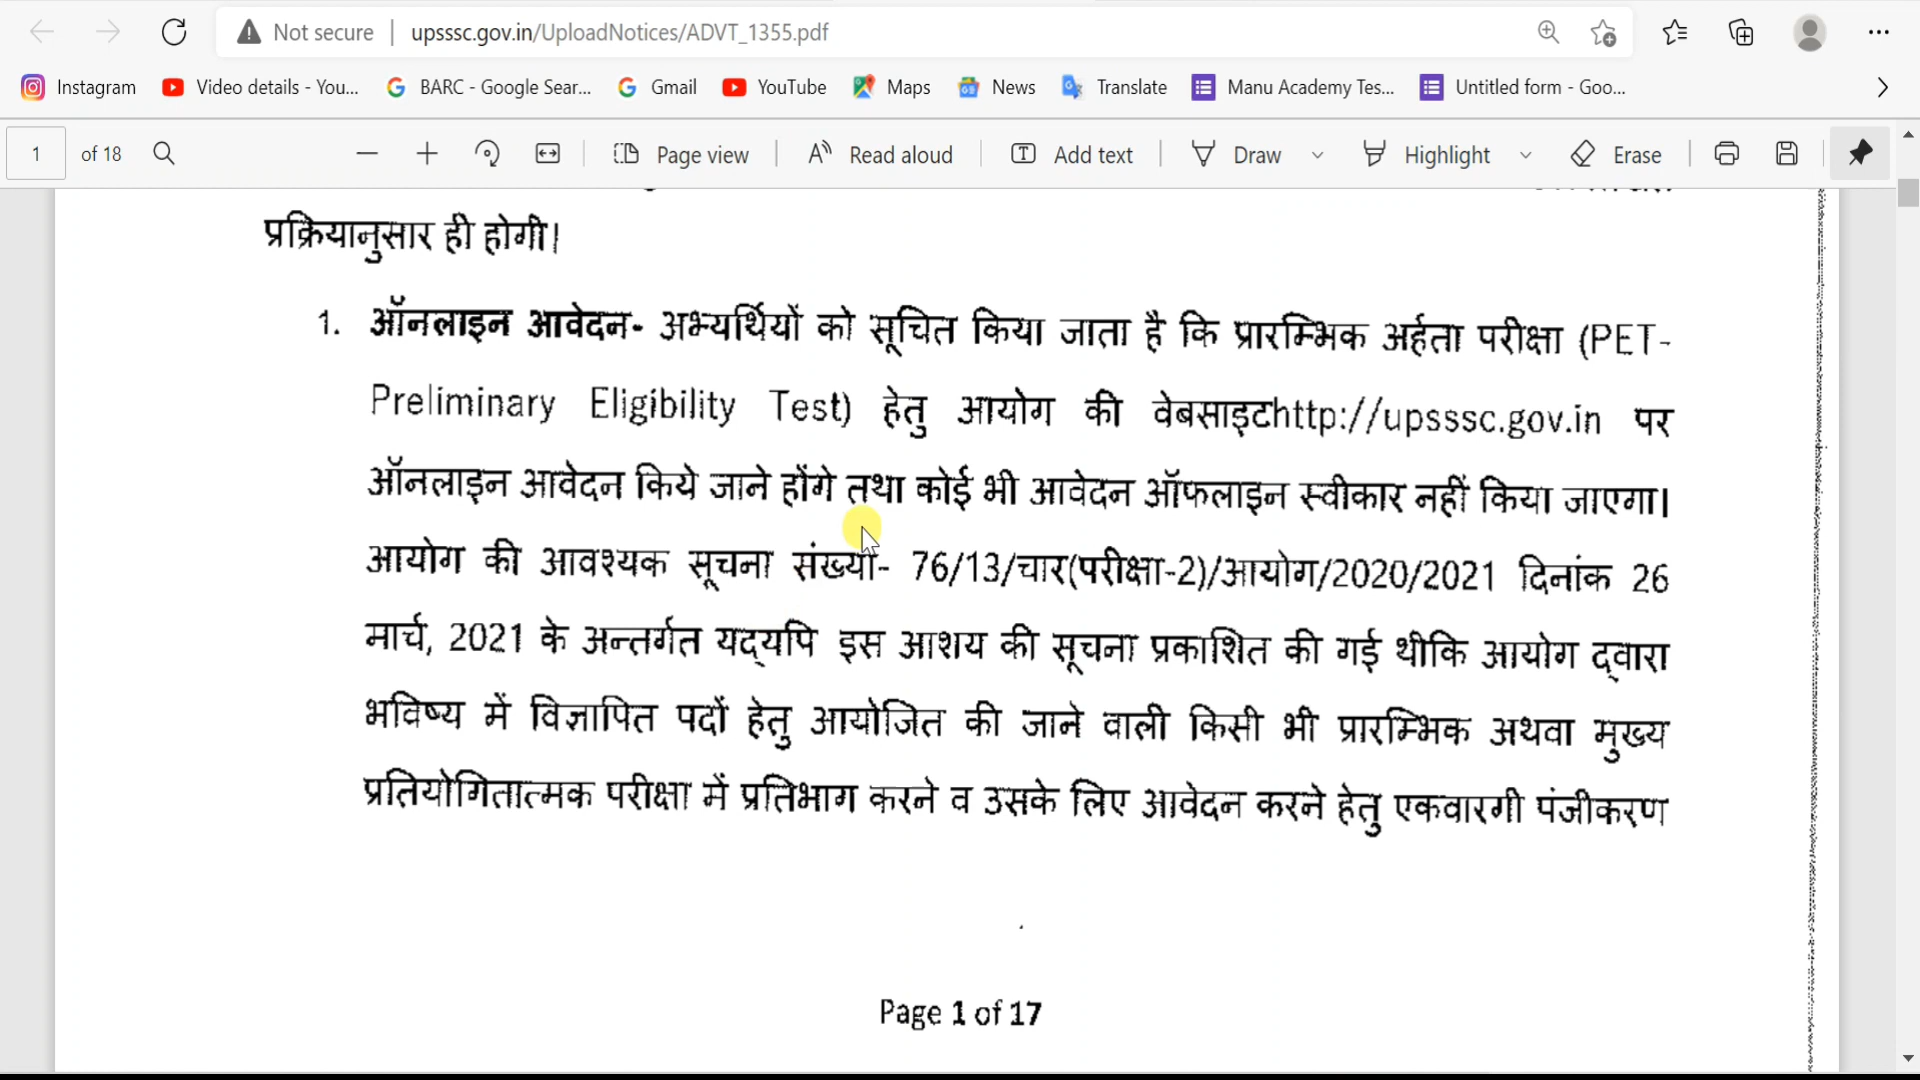 Not secure | upsssc.gov.in/UploadNotices/ADVT_1355.pdf
Instagram Video details - You... BARC - Google Sear... Gmail YouTube Maps News Translate Manu Academy Tes... Untitled form - Goo...
1 of 18 Page view Read aloud Add text Draw Highlight Erase
प्रक्रियानुसार ही होगी।
1. ऑनलाइन आवेदन- अभ्यर्थियों को सूचित किया जाता है कि प्रारम्भिक अर्हता परीक्षा (PET-
Preliminary Eligibility Test) हेतु आयोग की वेबसाइटhttp://upsssc.gov.in पर
ऑनलाइन आवेदन किये जाने होंगे तथा कोई भी आवेदन ऑफलाइन स्वीकार नहीं किया जाएगा।
आयोग की आवश्यक सूचना संख्या- 76/13/चार(परीक्षा-2)/आयोग/2020/2021 दिनांक 26
मार्च, 2021 के अन्तर्गत यद्यपि इस आशय की सूचना प्रकाशित की गई थीकि आयोग द्वारा
भविष्य में विज्ञापित पदों हेतु आयोजित की जाने वाली किसी भी प्रारम्भिक अथवा मुख्य
प्रतियोगितात्मक परीक्षा में प्रतिभाग करने व उसके लिए आवेदन करने हेतु एकवारगी पंजीकरण
Page 1 of 17